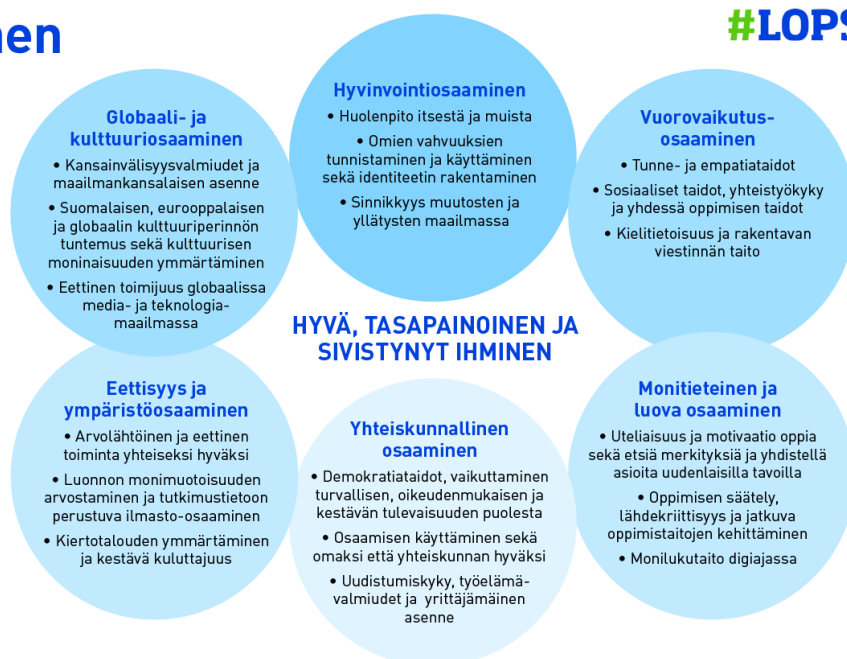 nen
#LOPS
Globaali- ja
kulttuuriosaaminen
• Kansainvälisyysvalmiudet ja
maailmankansalaisen asenne
• Suomalaisen, eurooppalaisen
ja globaalin kulttuuriperinnön
tuntemus sekä kulttuurisen
moninaisuuden ymmärtäminen
• Eettinen toimijuus globaalissa
media- ja teknologia-
maailmassa
Hyvinvointiosaaminen
• Huolenpito itsestä ja muista
• Omien vahvuuksien
tunnistaminen ja käyttäminen
sekä identiteetin rakentaminen
• Sinnikkyys muutosten ja
yllätysten maailmassa
Vuorovaikutus-
osaaminen
• Tunne- ja empatiataidot
• Sosiaaliset taidot, yhteistyökyky
ja yhdessä oppimisen taidot
• Kielitietoisuus ja rakentavan
viestinnän taito
HYVÄ, TASAPAINOINEN JA
SIVISTYNYT IHMINEN
Eettisyys ja
ympäristöosaaminen
• Arvolähtöinen ja eettinen
toiminta yhteiseksi hyväksi
• Luonnon monimuotoisuuden
arvostaminen ja tutkimustietoon
perustuva ilmasto-osaaminen
• Kiertotalouden ymmärtäminen
ja kestävä kuluttajuus
Yhteiskunnallinen
osaaminen
• Demokratiataidot, vaikuttaminen
turvallisen, oikeudenmukaisen ja
kestävän tulevaisuuden puolesta
• Osaamisen käyttäminen sekä
omaksi että yhteiskunnan hyväksi
• Uudistumiskyky, työelämä-
valmiudet ja yrittäjämäinen
asenne
Monitieteinen ja
luova osaaminen
• Uteliaisuus ja motivaatio oppia
sekä etsiä merkityksiä ja yhdistellä
asioita uudenlaisilla tavoilla
• Oppimisen säätely,
lähdekriittisyys ja jatkuva
oppimistaitojen kehittäminen
• Monilukutaito digiajassa